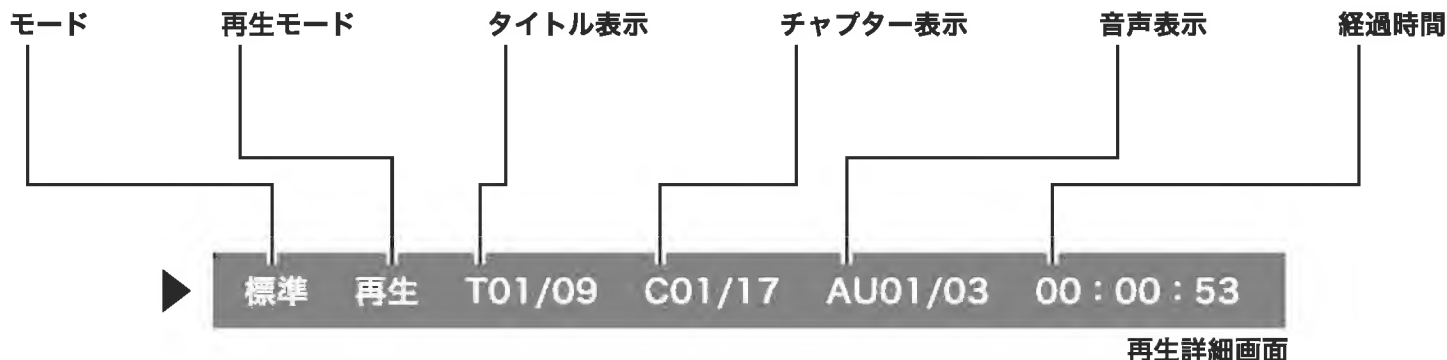 モード 再生モード タイトル表示 チャプター表示 音声表示 経過時間
標準 再生 T01/09 C01/17 AU01/03 00：00：53
再生詳細画面